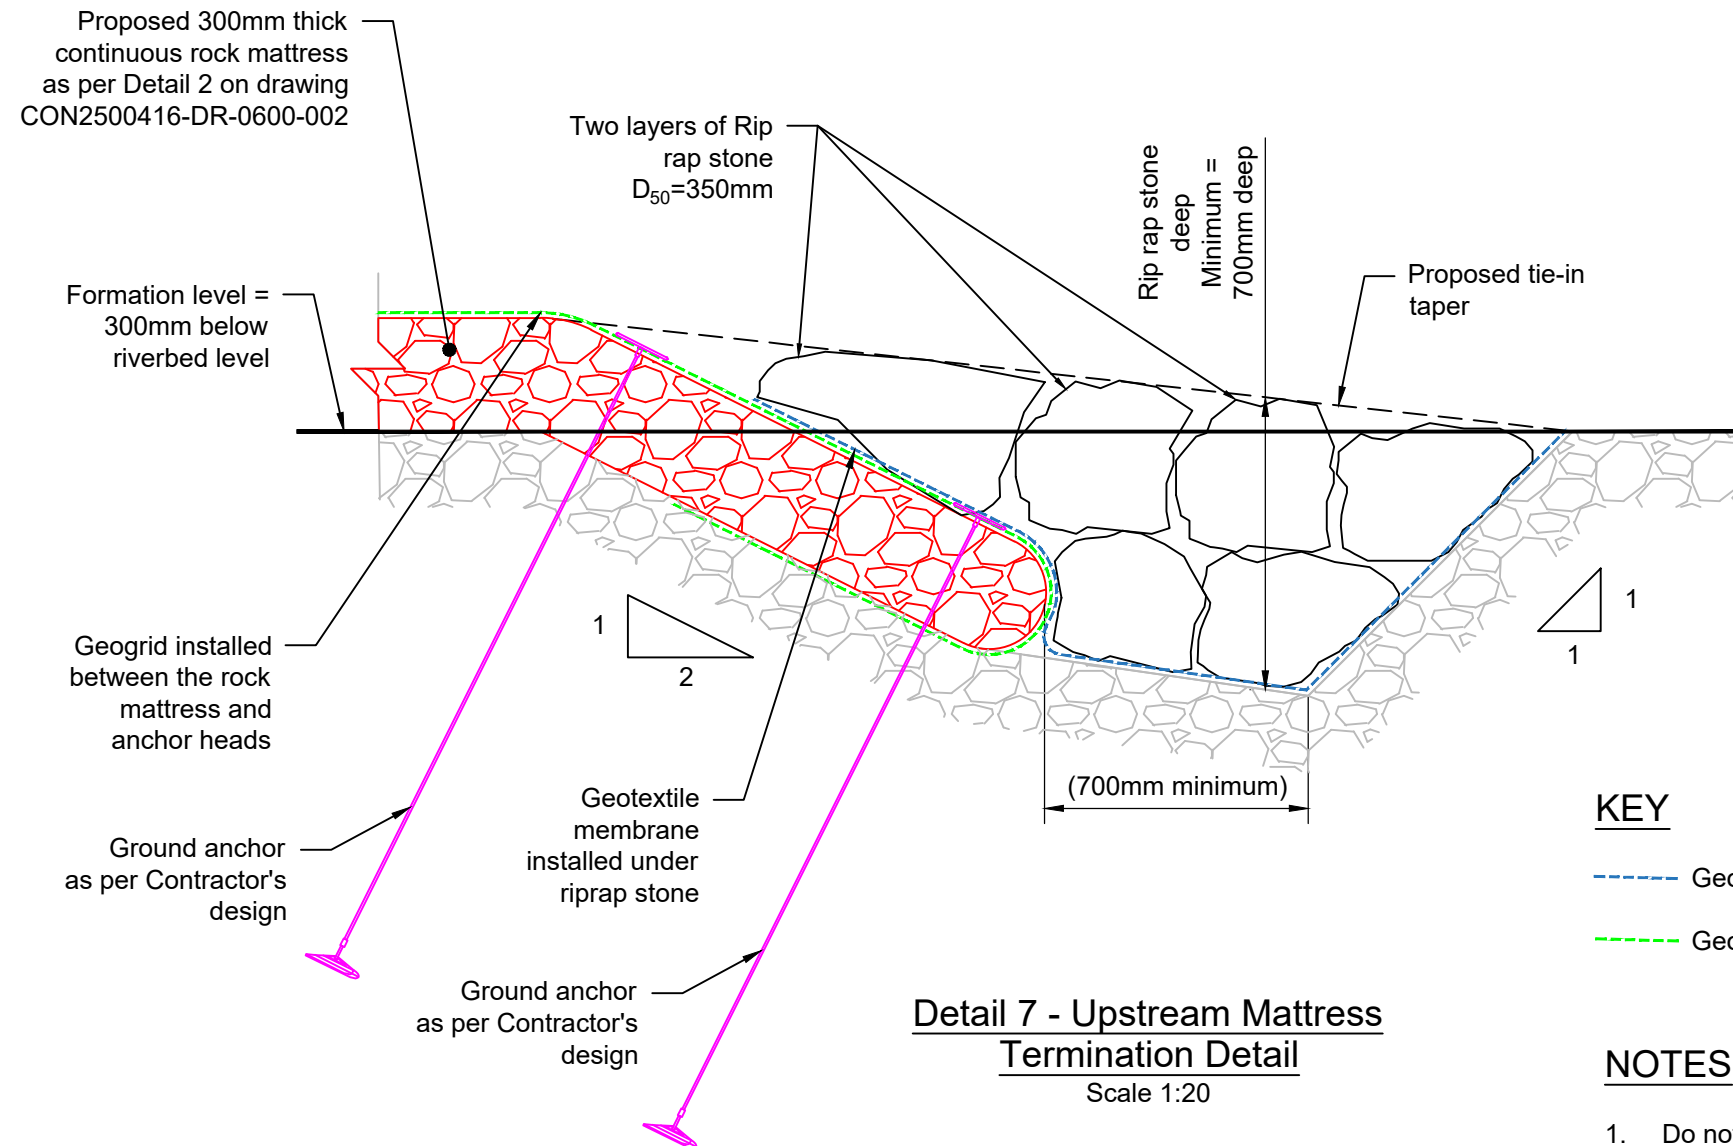 Proposed 300mm thick
continuous rock mattress
as per Detail 2 on drawing
CON2500416-DR-0600-002
Two layers of Rip
rap stone
D50=350mm
Rip rap stone
deep
Minimum =
700mm deep
Proposed tie-in
taper
Formation level =
300mm below
riverbed level
1
2
1
1
Geogrid installed
between the rock
mattress and
anchor heads
(700mm minimum)
Geotextile
membrane
installed under
riprap stone
Ground anchor
as per Contractor's
design
Ground anchor
as per Contractor's
design
Detail 7 - Upstream Mattress
Termination Detail
Scale 1:20
KEY
Geo
Geo
NOTES
1. Do no